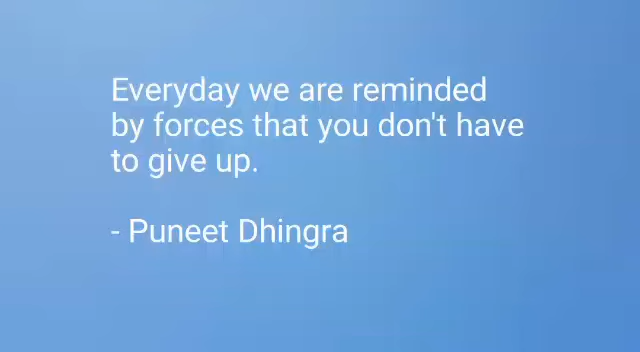 Everyday we are reminded
by forces that you don't have
to give up.
- Puneet Dhingra